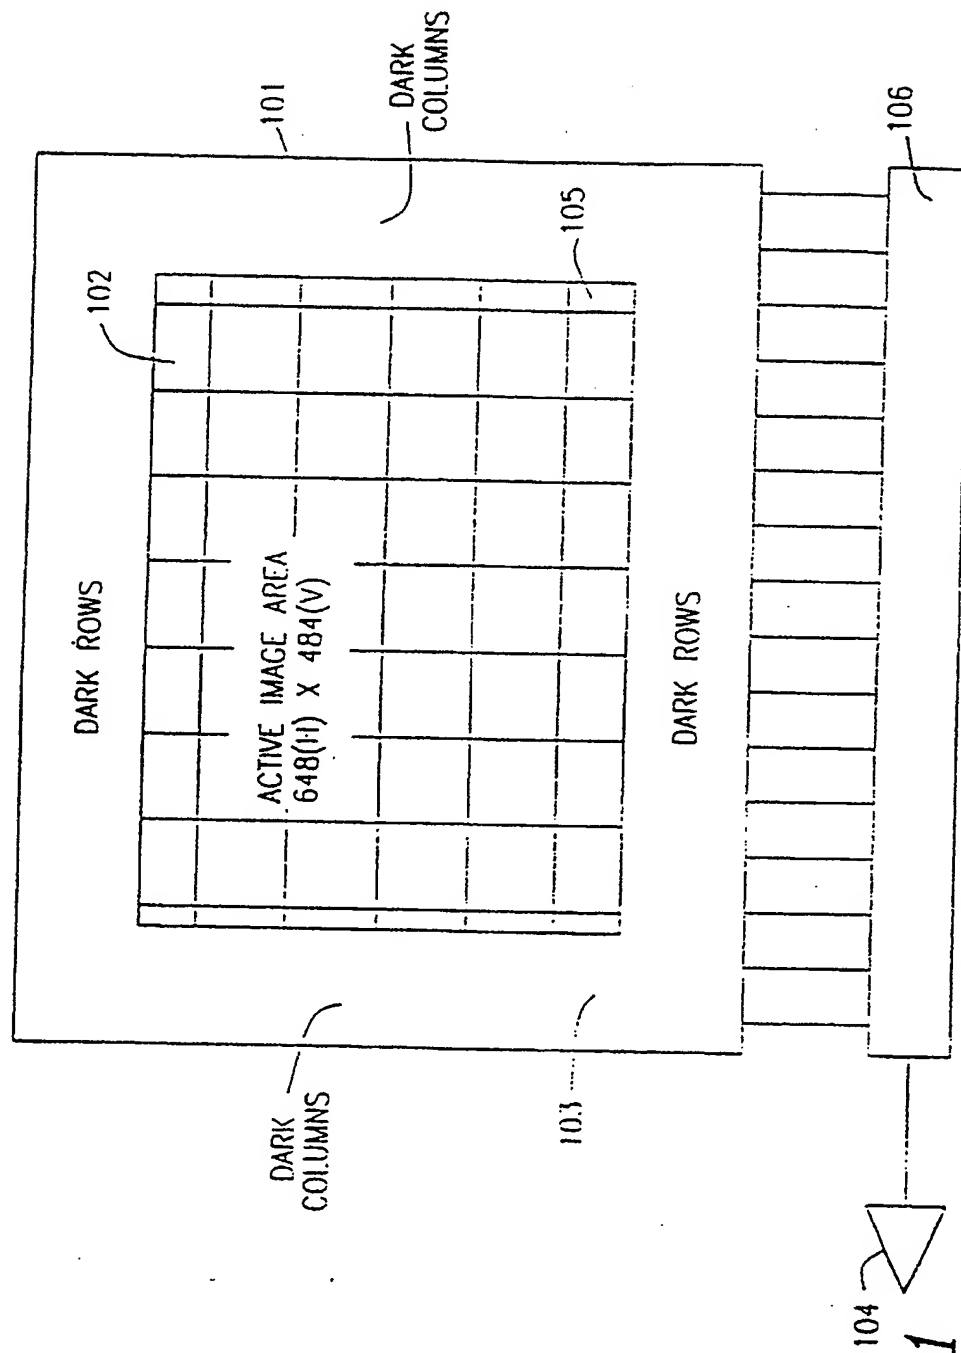 101
DARK
COLUMNS
DARK ROWS
102
105
ACTIVE IMAGE AREA
648(H) X 484(V)
DARK ROWS
DARK
COLUMNS
103
106
104
1